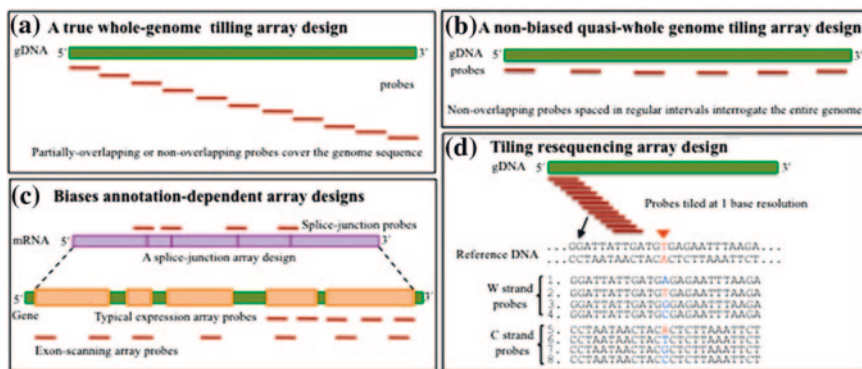 (a) A true whole-genome tilling array design
gDNA 5´ 3´
probes
Partially-overlapping or non-overlapping probes cover the genome sequence
(b) A non-biased quasi-whole genome tiling array design
gDNA 5´ 3´
probes
Non-overlapping probes spaced in regular intervals interrogate the entire genome
(c) Biases annotation-dependent array designs
Splice-junction probes
mRNA 5´ 3´
A splice-junction array design
5´ 3´
Gene
Typical expression array probes
Exon-scanning array probes
(d) Tiling resequencing array design
gDNA 5´ 3´
Probes tiled at 1 base resolution
...GGATTATTGATGTGAGAATTTAAGA...
Reference DNA
...CCTAATAACTACACTCTTAAATTCT...
1. GGATTATTGATGAGAGAATTTAAGA
W strand 2. GGATTATTGATGTGAGAATTTAAGA
probes 3. GGATTATTGATGGGAGAATTTAAGA
4. GGATTATTGATGCGAGAATTTAAGA
5. CCTAATAACTACACTCTTAAATTCT
C strand 6. CCTAATAACTACTCTCTTAAATTCT
probes 7. CCTAATAACTACGCTCTTAAATTCT
8. CCTAATAACTACCCTCTTAAATTCT